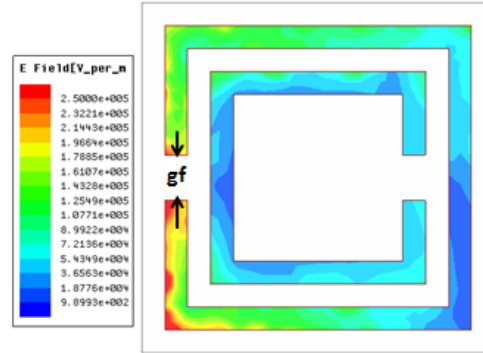 E Field[V_per_m
2.5000e+005
2.3221e+005
2.1443e+005
1.9664e+005
1.7885e+005
1.6107e+005
1.4328e+005
1.2549e+005
1.0771e+005
8.9922e+004
7.2136e+004
5.4349e+004
3.6563e+004
1.8776e+004
9.8993e+002
gf